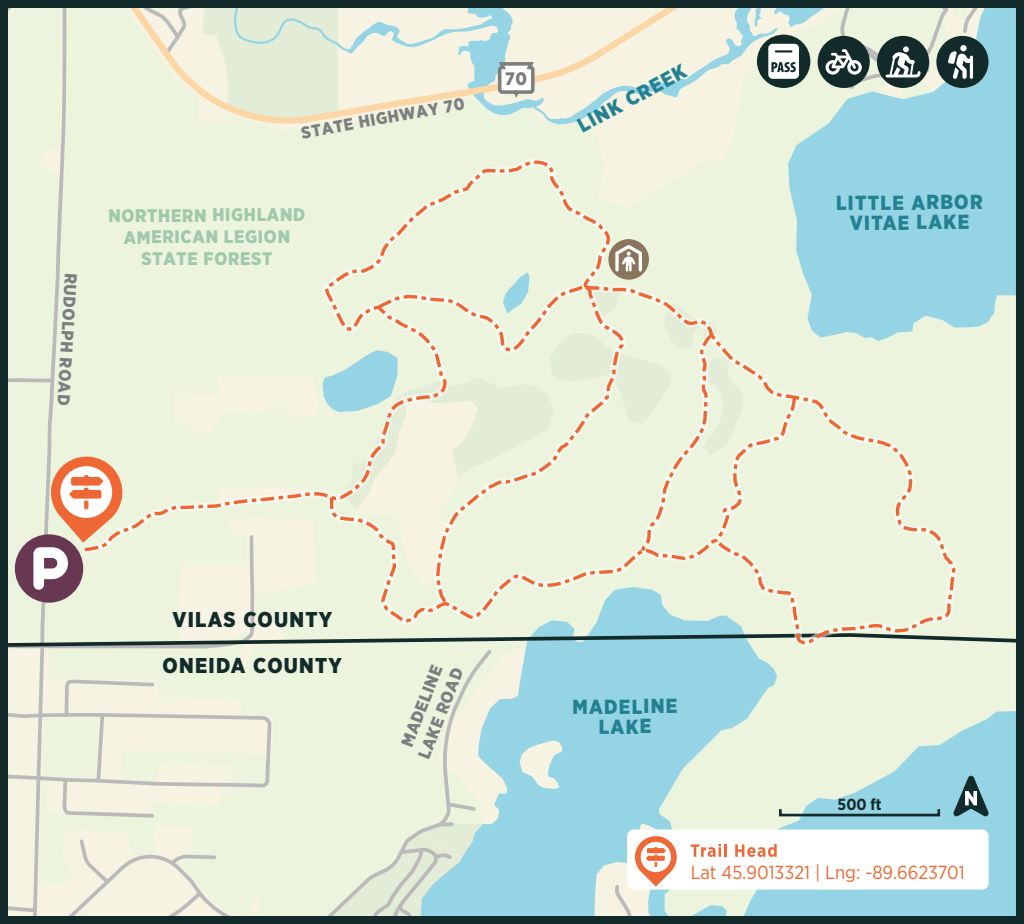 PASS
70
STATE HIGHWAY 70
LINK CREEK
LITTLE ARBOR
VITAE LAKE
NORTHERN HIGHLAND
AMERICAN LEGION
STATE FOREST
RUDOLPH ROAD
P
VILAS COUNTY
ONEIDA COUNTY
MADELINE
LAKE ROAD
MADELINE
LAKE
500 ft
N
Trail Head
Lat 45.9013321 | Lng: -89.6623701